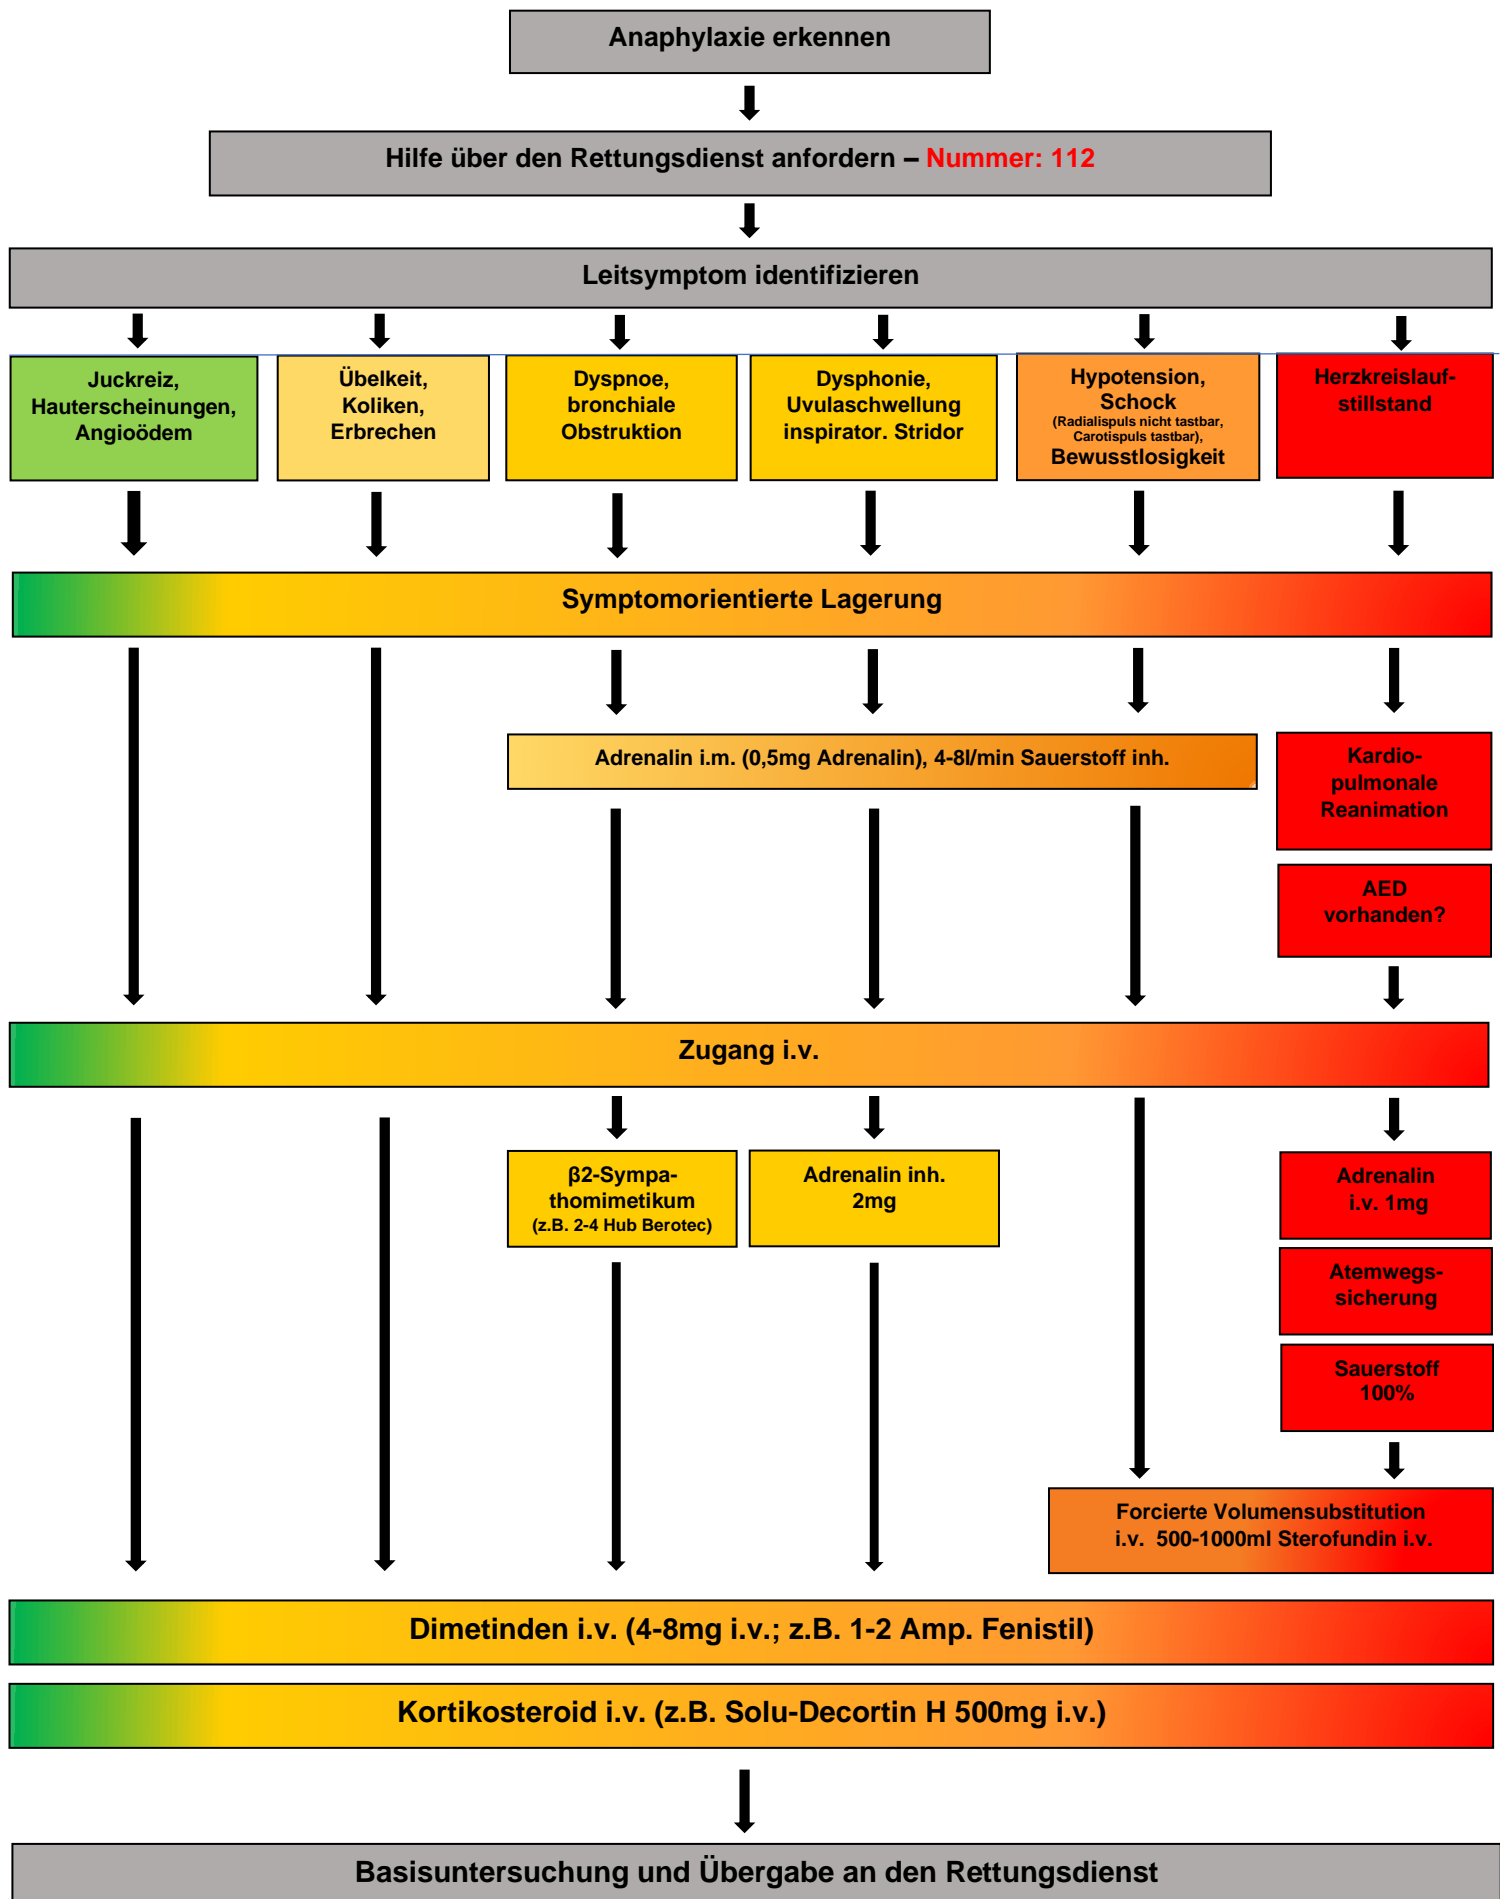 Anaphylaxie erkennen
Hilfe über den Rettungsdienst anfordern – Nummer: 112
Leitsymptom identifizieren
Juckreiz,
Hauterscheinungen,
Angioödem
Übelkeit,
Koliken,
Erbrechen
Dyspnoe,
bronchiale
Obstruktion
Dysphonie,
Uvulaschwellung
inspirator. Stridor
Hypotension,
Schock
(Radialispuls nicht tastbar,
Carotispuls tastbar),
Bewusstlosigkeit
Herzkreislauf-
stillstand
Symptomorientierte Lagerung
Adrenalin i.m. (0,5mg Adrenalin), 4-8l/min Sauerstoff inh.
Kardio-
pulmonale
Reanimation
AED
vorhanden?
Zugang i.v.
β2-Sympa-
thomimetikum
(z.B. 2-4 Hub Berotec)
Adrenalin inh.
2mg
Adrenalin
i.v. 1mg
Atemwegs-
sicherung
Sauerstoff
100%
Forcierte Volumensubstitution
i.v. 500-1000ml Sterofundin i.v.
Dimetinden i.v. (4-8mg i.v.; z.B. 1-2 Amp. Fenistil)
Kortikosteroid i.v. (z.B. Solu-Decortin H 500mg i.v.)
Basisuntersuchung und Übergabe an den Rettungsdienst